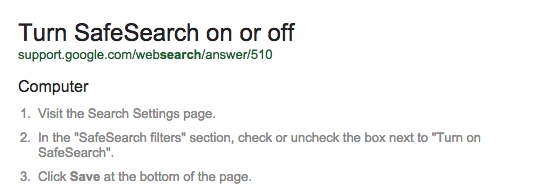 Turn SafeSearch on or off
support.google.com/websearch/answer/510
Computer
1. Visit the Search Settings page.
2. In the "SafeSearch filters" section, check or uncheck the box next to "Turn on
SafeSearch".
3. Click Save at the bottom of the page.